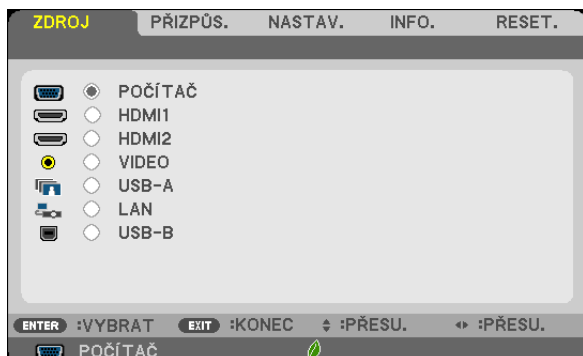 ZDROJ PŘIZPŮS. NASTAV. INFO. RESET.
POČÍTAČ
HDMI1
HDMI2
VIDEO
USB-A
LAN
USB-B
ENTER :VYBRAT EXIT :KONEC :PŘESU. :PŘESU.
POČÍTAČ